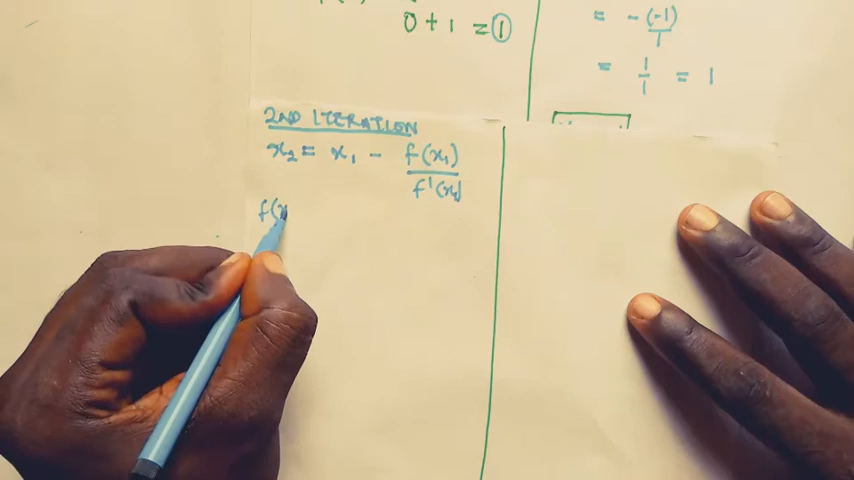 0 + 1 = 1
= - (-1)/1
= 1/1 = 1
2ND ITERATION
x₂ = x₁ - f(x₁)/f'(x₁)
f(x